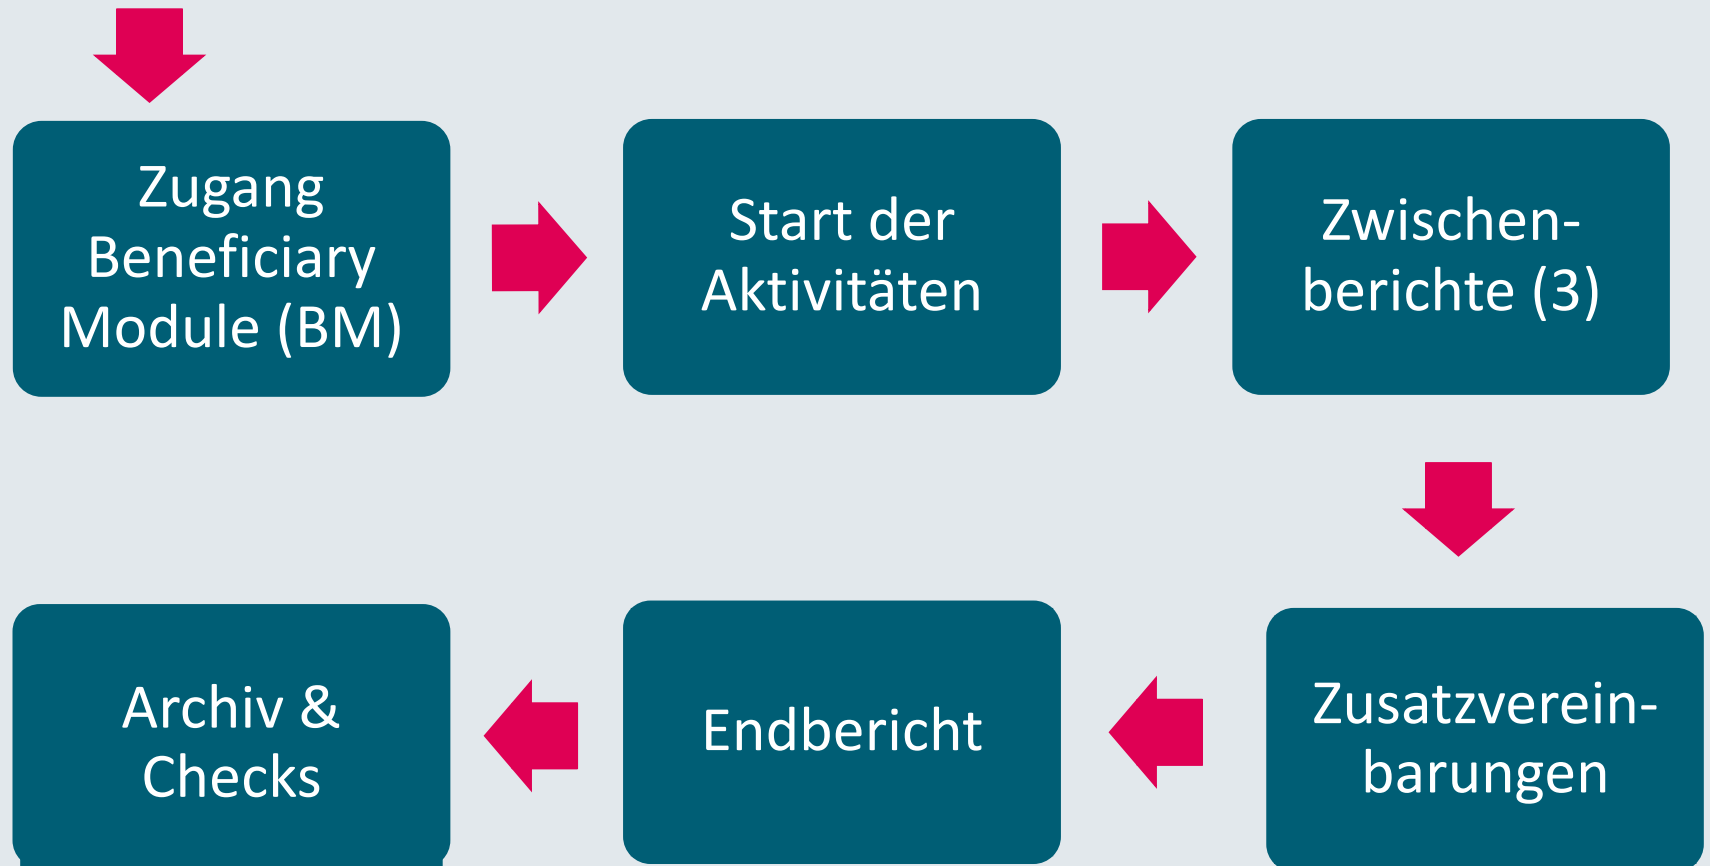 Zugang
Beneficiary
Module (BM)
Start der
Aktivitäten
Zwischen-
berichte (3)
Zusatzverein-
barungen
Endbericht
Archiv &
Checks